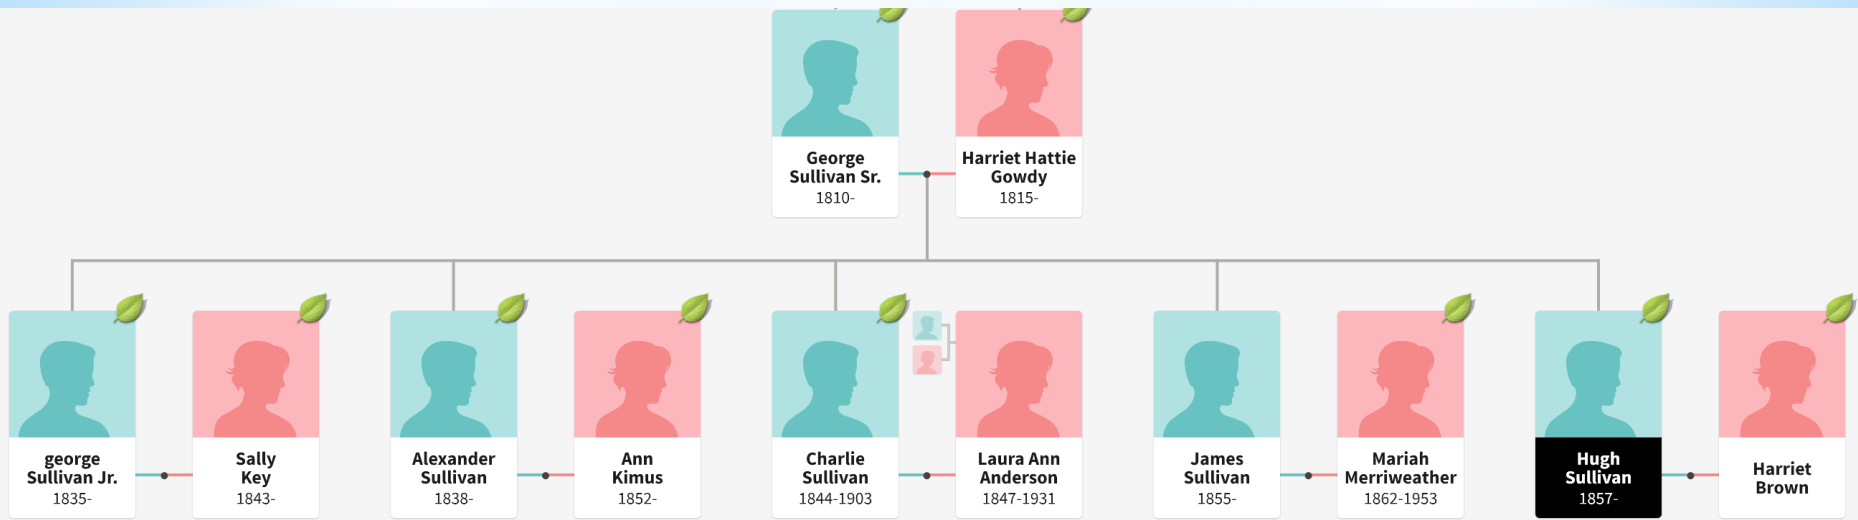 George
Sullivan Sr.
1810-
Harriet Hattie
Gowdy
1815-
george
Sullivan Jr.
1835-
Sally
Key
1843-
Alexander
Sullivan
1838-
Ann
Kimus
1852-
Charlie
Sullivan
1844-1903
Laura Ann
Anderson
1847-1931
James
Sullivan
1855-
Mariah
Merriweather
1862-1953
Hugh
Sullivan
1857-
Harriet
Brown